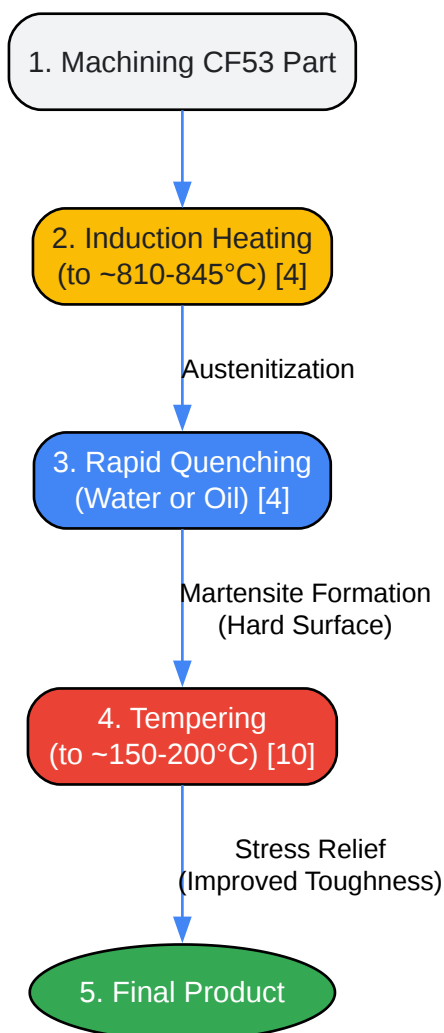 1. Machining CF53 Part
2. Induction Heating
(to ~810-845°C) [4]
Austenitization
3. Rapid Quenching
(Water or Oil) [4]
Martensite Formation
(Hard Surface)
4. Tempering
(to ~150-200°C) [10]
Stress Relief
(Improved Toughness)
5. Final Product